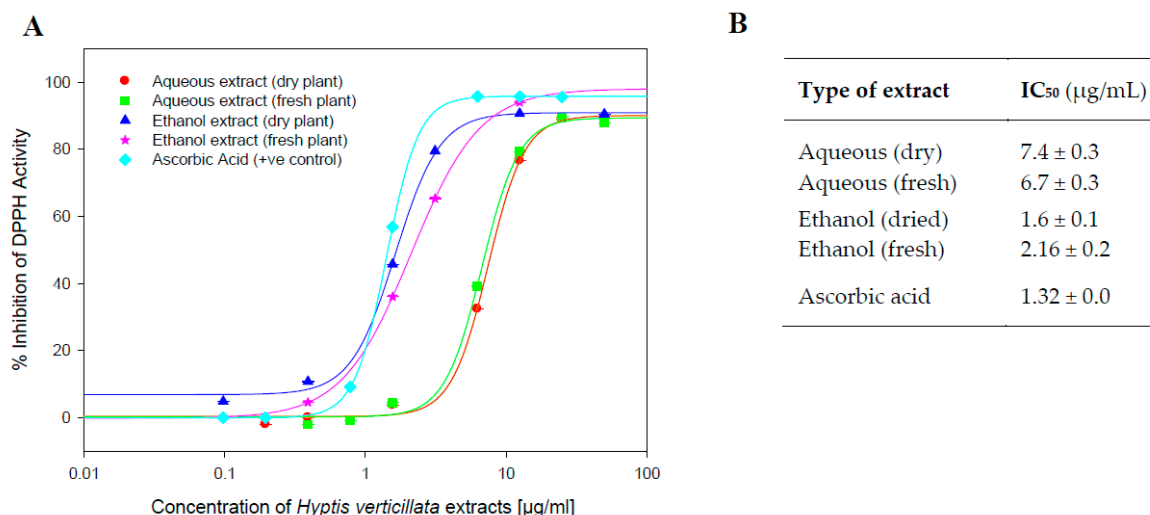 A
% Inhibition of DPPH Activity
100
80
60
40
20
0
Aqueous extract (dry plant)
Aqueous extract (fresh plant)
Ethanol extract (dry plant)
Ethanol extract (fresh plant)
Ascorbic Acid (+ve control)
0.01 0.1 1 10 100
Concentration of Hyptis verticillata extracts [µg/ml]
B
Type of extract IC₅₀ (µg/mL)
Aqueous (dry) 7.4 ± 0.3
Aqueous (fresh) 6.7 ± 0.3
Ethanol (dried) 1.6 ± 0.1
Ethanol (fresh) 2.16 ± 0.2
Ascorbic acid 1.32 ± 0.0